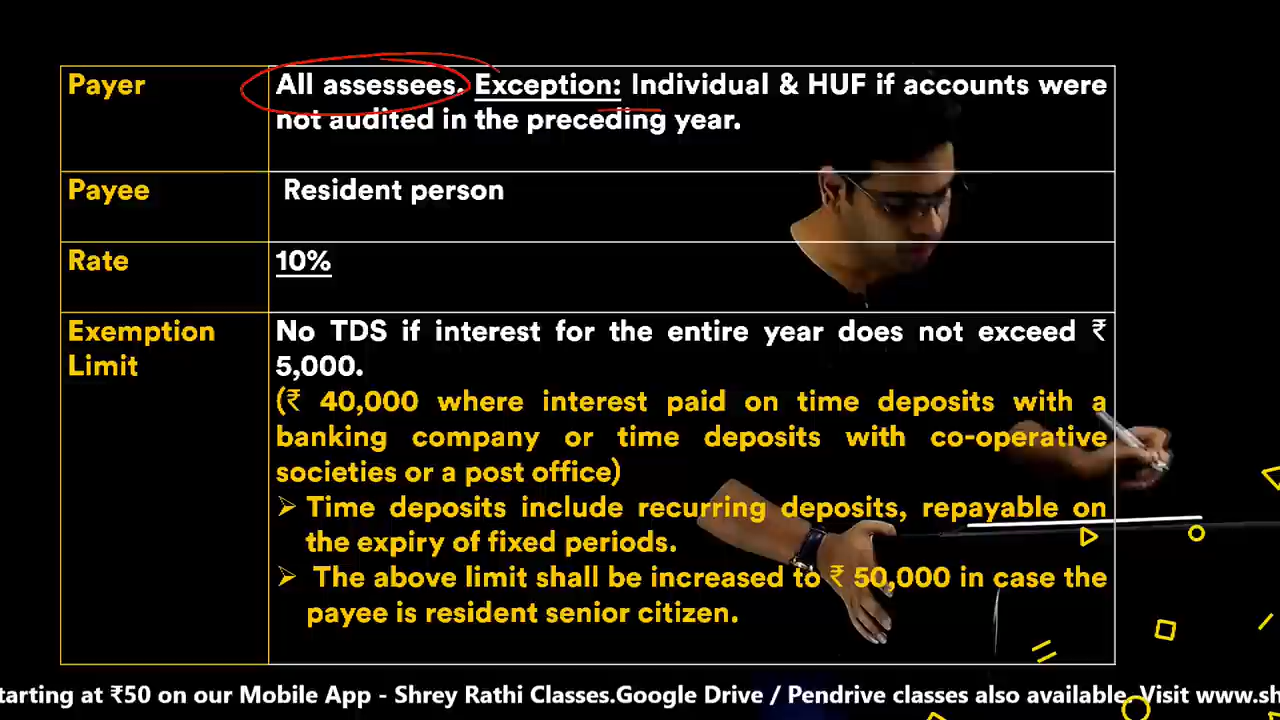 Payer
All assessees. Exception: Individual & HUF if accounts were
not audited in the preceding year.
Payee
Resident person
Rate
10%
Exemption
Limit
No TDS if interest for the entire year does not exceed ₹
5,000.
(₹ 40,000 where interest paid on time deposits with a
banking company or time deposits with co-operative
societies or a post office)
➢ Time deposits include recurring deposits, repayable on
the expiry of fixed periods.
➢ The above limit shall be increased to ₹ 50,000 in case the
payee is resident senior citizen.
tarting at ₹50 on our Mobile App - Shrey Rathi Classes.Google Drive / Pendrive classes also available. Visit www.sh